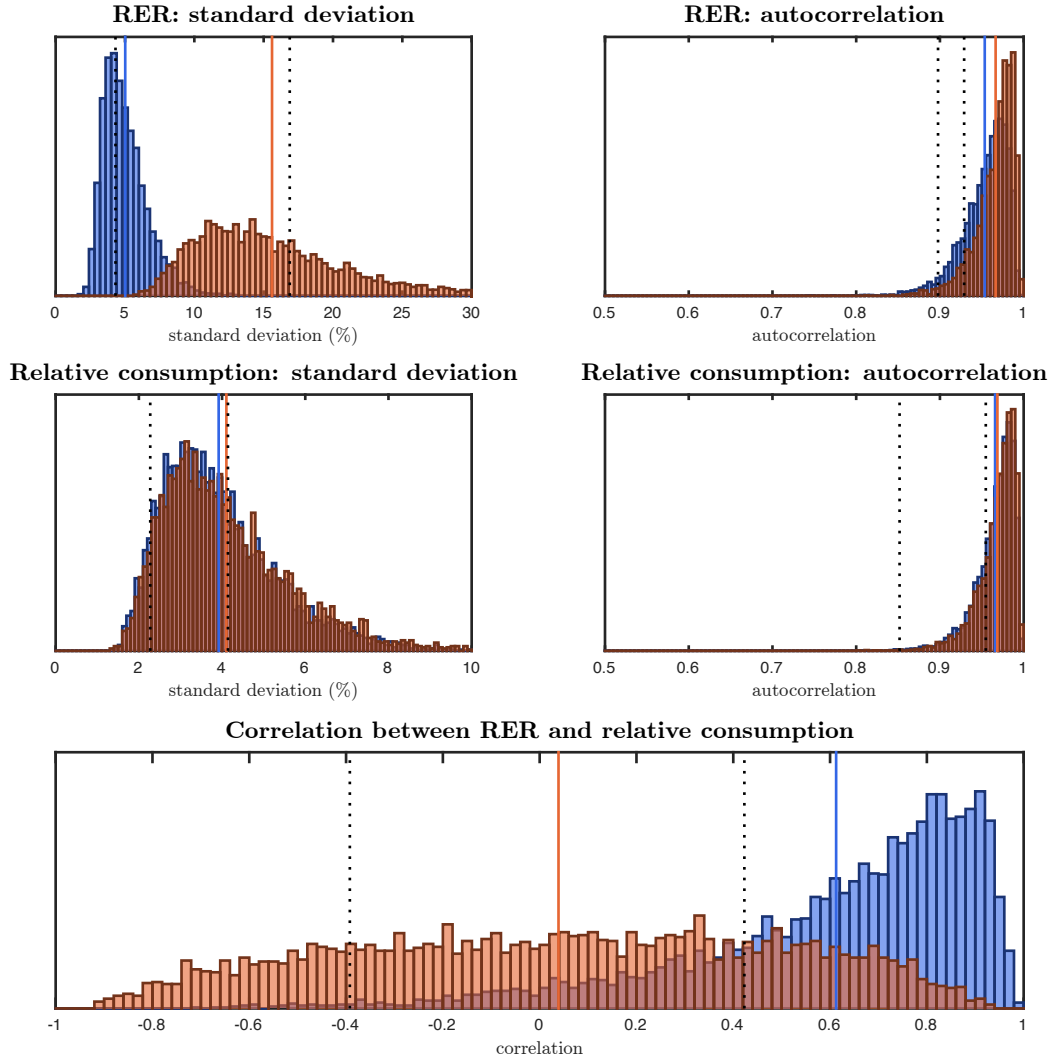 RER: standard deviation
RER: autocorrelation
0 5 10 15 20 25 30
0.5 0.6 0.7 0.8 0.9 1
standard deviation (%)
autocorrelation
Relative consumption: standard deviation
Relative consumption: autocorrelation
0 2 4 6 8 10
0.5 0.6 0.7 0.8 0.9 1
standard deviation (%)
autocorrelation
Correlation between RER and relative consumption
-1 -0.8 -0.6 -0.4 -0.2 0 0.2 0.4 0.6 0.8 1
correlation